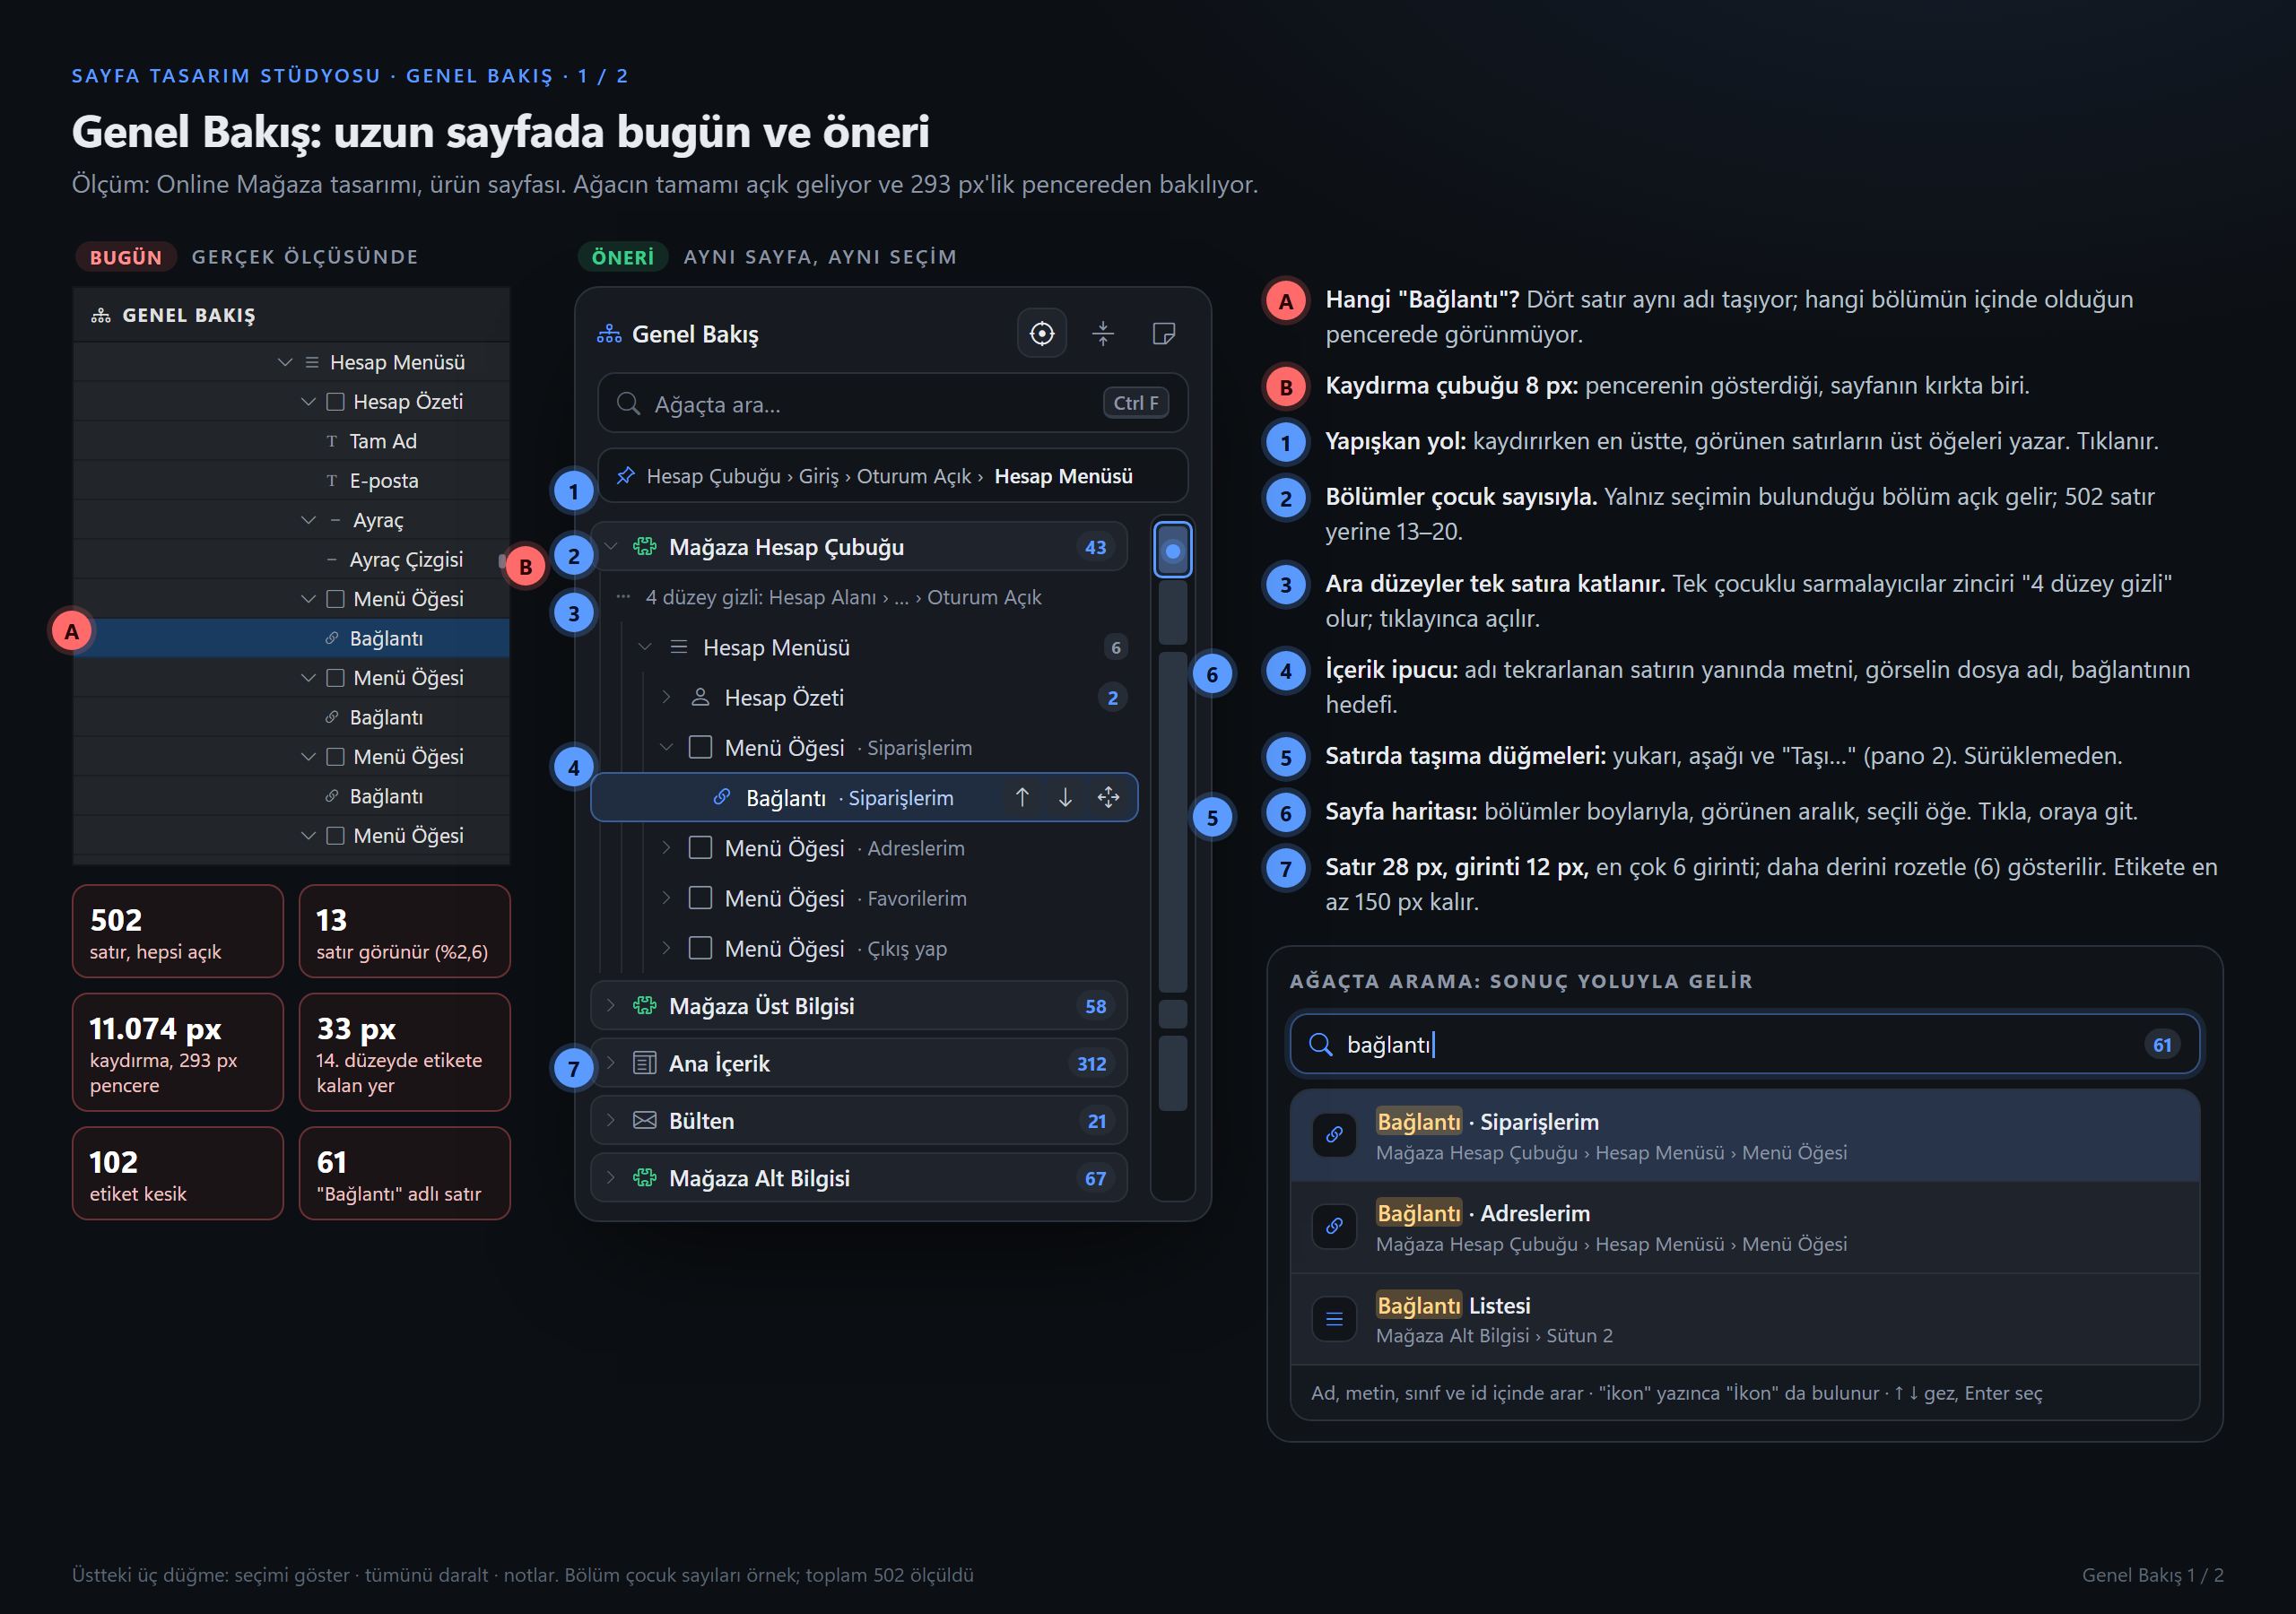 SAYFA TASARIM STÜDYOSU · GENEL BAKIŞ · 1 / 2
Genel Bakış: uzun sayfada bugün ve öneri
Ölçüm: Online Mağaza tasarımı, ürün sayfası. Ağacın tamamı açık geliyor ve 293 px'lik pencereden bakılıyor.
BUGÜN GERÇEK ÖLÇÜSÜNDE
GENEL BAKIŞ
Hesap Menüsü
Hesap Özeti
T Tam Ad
T E-posta
Ayraç
Ayraç Çizgisi
B
Menü Öğesi
A
Bağlantı
Menü Öğesi
Bağlantı
Menü Öğesi
Bağlantı
Menü Öğesi
502
satır, hepsi açık
13
satır görünür (%2,6)
11.074 px
kaydırma, 293 px
pencere
33 px
14. düzeyde etikete
kalan yer
102
etiket kesik
61
"Bağlantı" adlı satır
ÖNERİ AYNI SAYFA, AYNI SEÇİM
Genel Bakış
Ağaçta ara... Ctrl F
1
Hesap Çubuğu › Giriş › Oturum Açık › Hesap Menüsü
2
Mağaza Hesap Çubuğu 43
3
4 düzey gizli: Hesap Alanı › ... › Oturum Açık
Hesap Menüsü 6
6
Hesap Özeti 2
Menü Öğesi · Siparişlerim
4
Bağlantı · Siparişlerim
5
Menü Öğesi · Adreslerim
Menü Öğesi · Favorilerim
Menü Öğesi · Çıkış yap
Mağaza Üst Bilgisi 58
7
Ana İçerik 312
Bülten 21
Mağaza Alt Bilgisi 67
A Hangi "Bağlantı"? Dört satır aynı adı taşıyor; hangi bölümün içinde olduğun
pencerede görünmüyor.
B Kaydırma çubuğu 8 px: pencerenin gösterdiği, sayfanın kırkta biri.
1 Yapışkan yol: kaydırırken en üstte, görünen satırların üst öğeleri yazar. Tıklanır.
2 Bölümler çocuk sayısıyla. Yalnız seçimin bulunduğu bölüm açık gelir; 502 satır
yerine 13–20.
3 Ara düzeyler tek satıra katlanır. Tek çocuklu sarmalayıcılar zinciri "4 düzey gizli"
olur; tıklayınca açılır.
4 İçerik ipucu: adı tekrarlanan satırın yanında metni, görselin dosya adı, bağlantının
hedefi.
5 Satırda taşıma düğmeleri: yukarı, aşağı ve "Taşı..." (pano 2). Sürüklemeden.
6 Sayfa haritası: bölümler boylarıyla, görünen aralık, seçili öğe. Tıkla, oraya git.
7 Satır 28 px, girinti 12 px, en çok 6 girinti; daha derini rozetle (6) gösterilir. Etikete en
az 150 px kalır.
AĞAÇTA ARAMA: SONUÇ YOLUYLA GELİR
bağlantı 61
Bağlantı · Siparişlerim
Mağaza Hesap Çubuğu › Hesap Menüsü › Menü Öğesi
Bağlantı · Adreslerim
Mağaza Hesap Çubuğu › Hesap Menüsü › Menü Öğesi
Bağlantı Listesi
Mağaza Alt Bilgisi › Sütun 2
Ad, metin, sınıf ve id içinde arar · "ikon" yazınca "İkon" da bulunur · ↑ ↓ gez, Enter seç
Üstteki üç düğme: seçimi göster · tümünü daralt · notlar. Bölüm çocuk sayıları örnek; toplam 502 ölçüldü
Genel Bakış 1 / 2